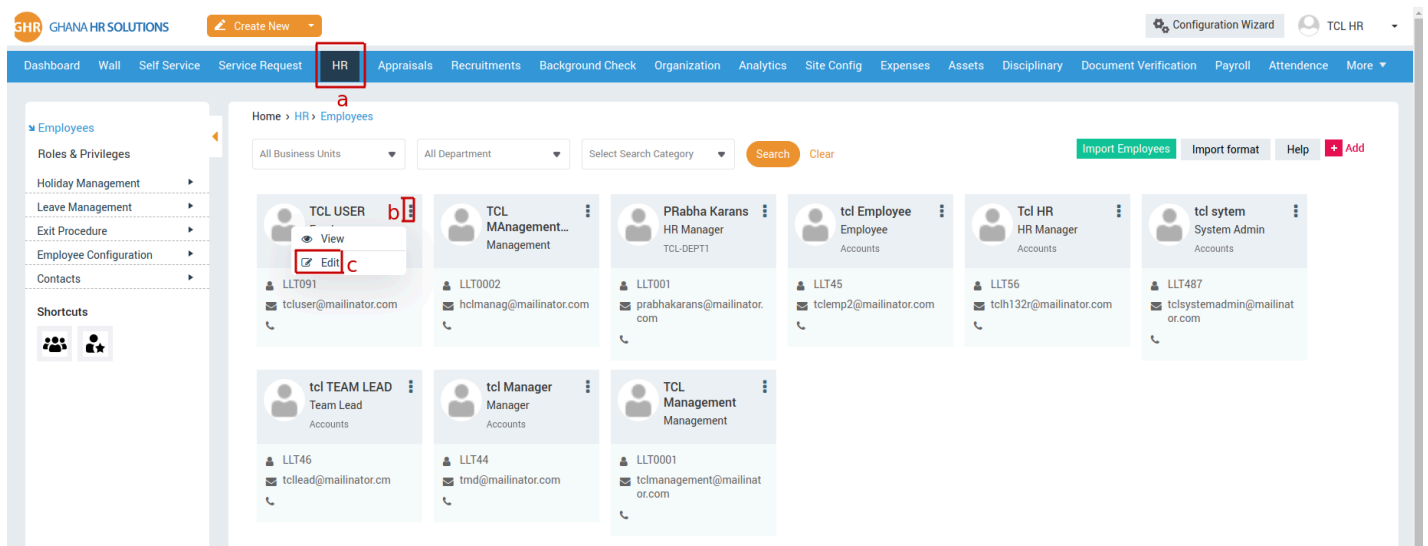 GHR GHANA HR SOLUTIONS Create New Configuration Wizard TCL HR
Dashboard Wall Self Service Service Request HR Appraisals Recruitments Background Check Organization Analytics Site Config Expenses Assets Disciplinary Document Verification Payroll Attendence More
a
Employees
Roles & Privileges
Holiday Management
Leave Management
Exit Procedure
Employee Configuration
Contacts
Shortcuts
Home › HR › Employees
All Business Units All Department Select Search Category Search Clear
Import Employees Import format Help + Add
TCL USER b
View
Edit c
LLT091
tcluser@mailinator.com
TCL
MAnagement...
Management
LLT0002
hclmanag@mailinator.com
PRabha Karans
HR Manager
TCL-DEPT1
LLT001
prabhakarans@mailinator.
com
tcl Employee
Employee
Accounts
LLT45
tclemp2@mailinator.com
Tcl HR
HR Manager
Accounts
LLT56
tclh132r@mailinator.com
tcl sytem
System Admin
Accounts
LLT487
tclsystemadmin@mailinat
or.com
tcl TEAM LEAD
Team Lead
Accounts
LLT46
tcllead@mailinator.cm
tcl Manager
Manager
Accounts
LLT44
tmd@mailinator.com
TCL
Management
Management
LLT0001
tclmanagement@mailinat
or.com